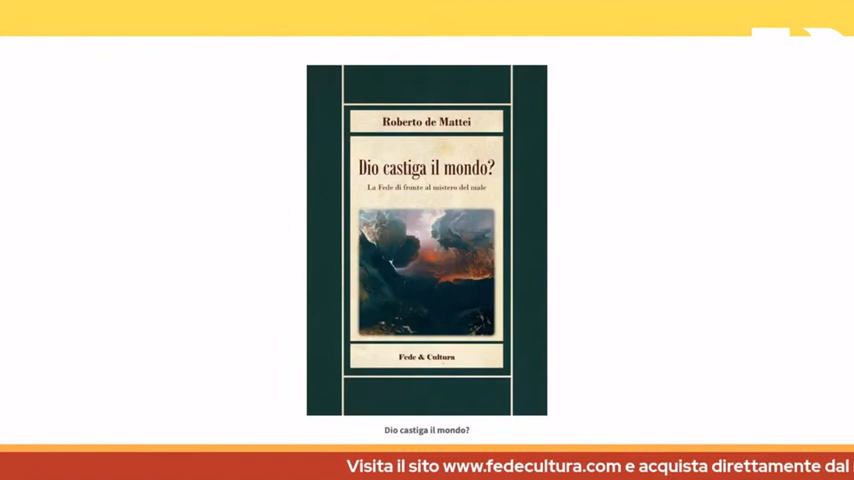 Roberto de Mattei
Dio castiga il mondo?
La Fede di fronte al mistero del male
Fede & Cultura
Dio castiga il mondo?
Visita il sito www.fedecultura.com e acquista direttamente dal